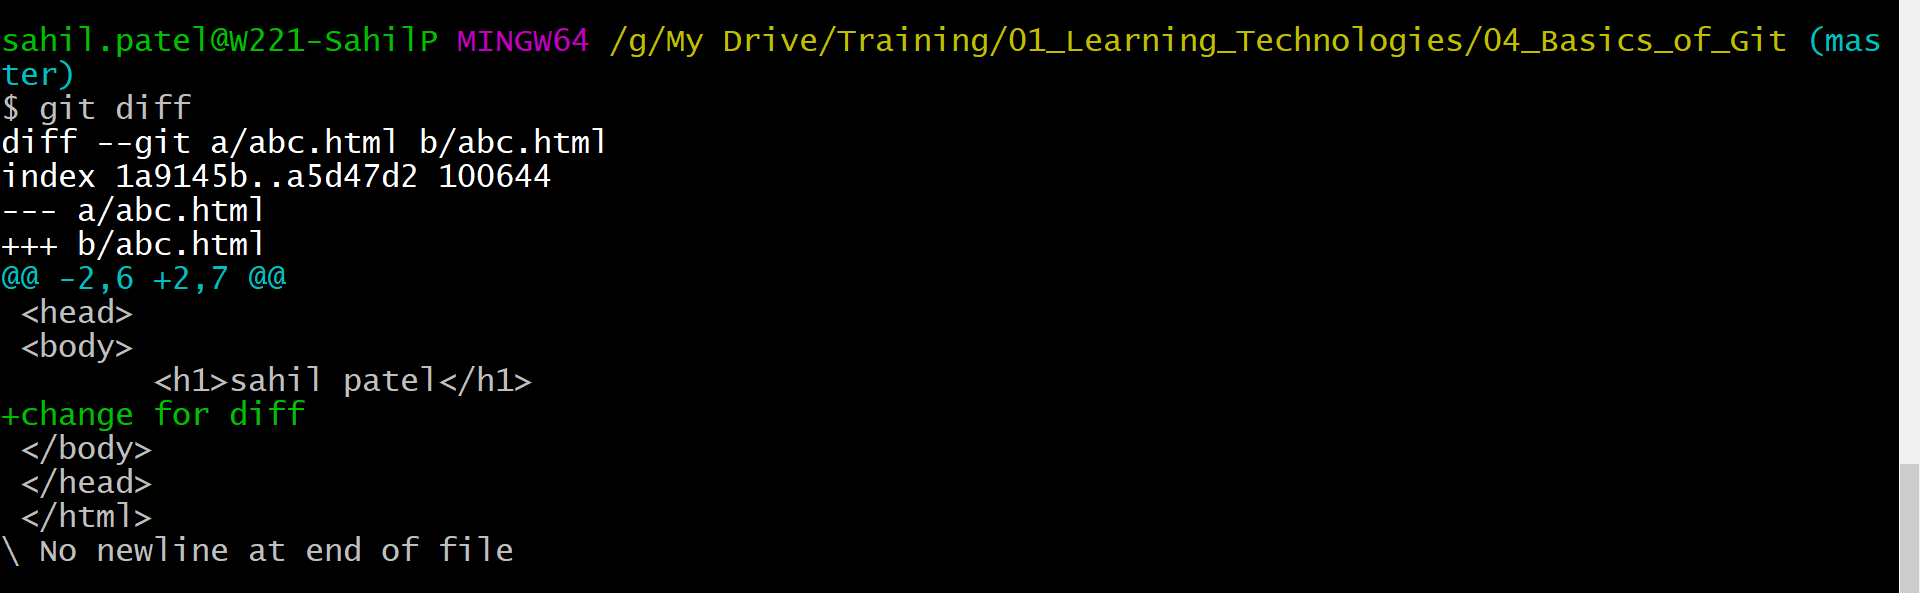 sahil.patel@W221-SahilP MINGW64 /g/My Drive/Training/01_Learning_Technologies/04_Basics_of_Git (mas
ter)
$ git diff
diff --git a/abc.html b/abc.html
index 1a9145b..a5d47d2 100644
--- a/abc.html
+++ b/abc.html
@@ -2,6 +2,7 @@
 <head>
 <body>
        <h1>sahil patel</h1>
+change for diff
 </body>
 </head>
 </html>
\ No newline at end of file